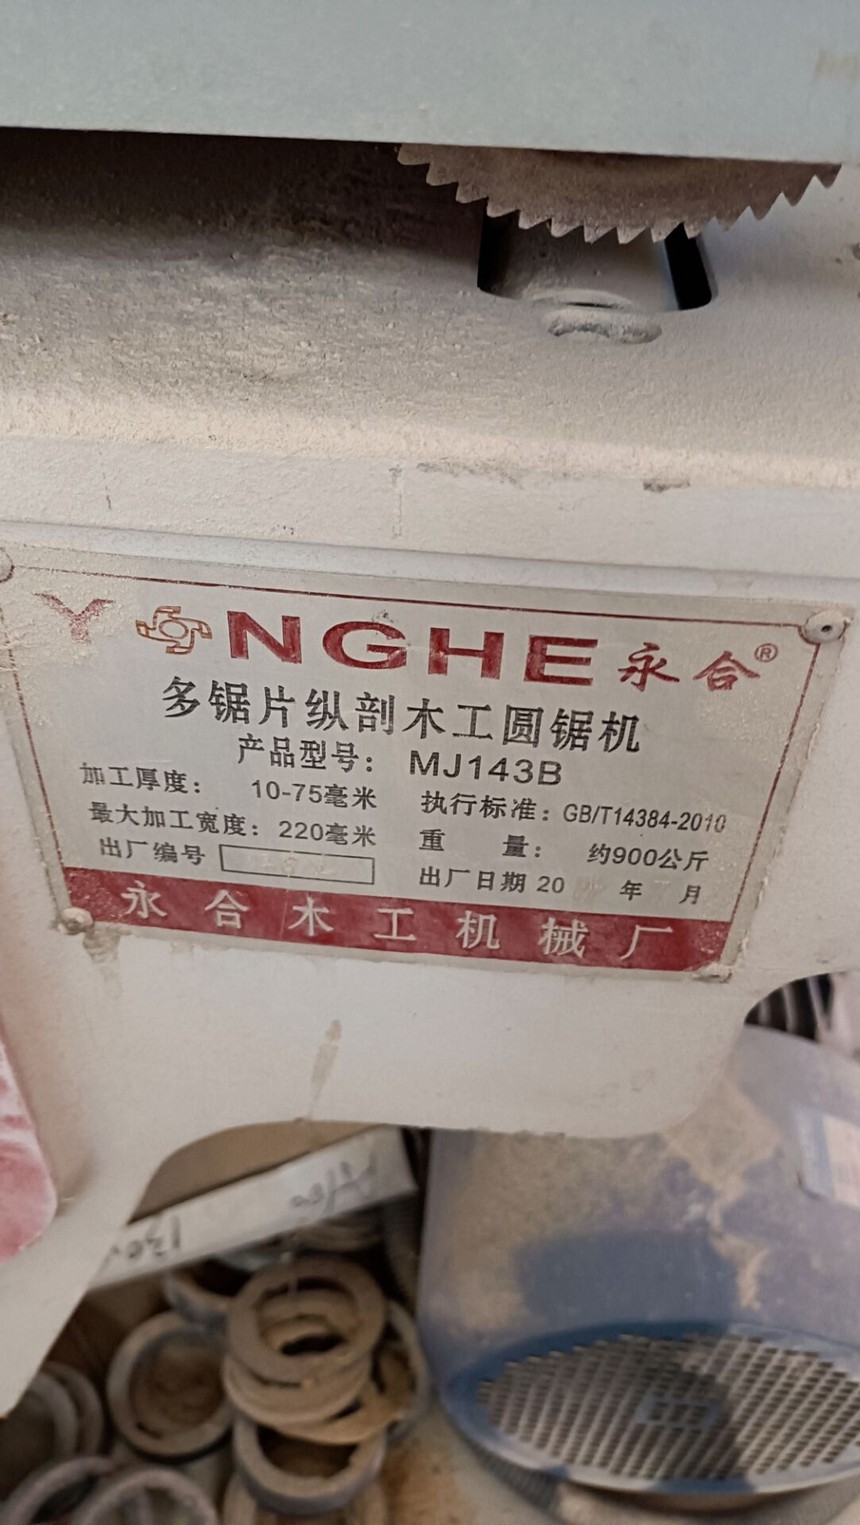 YONGHE 永合®
多锯片纵剖木工圆锯机
产品型号： MJ143B
加工厚度： 10-75毫米 执行标准：GB/T14384-2010
最大加工宽度：220毫米 重 量： 约900公斤
出厂编号 出厂日期 20 年 月
永合木工机械厂